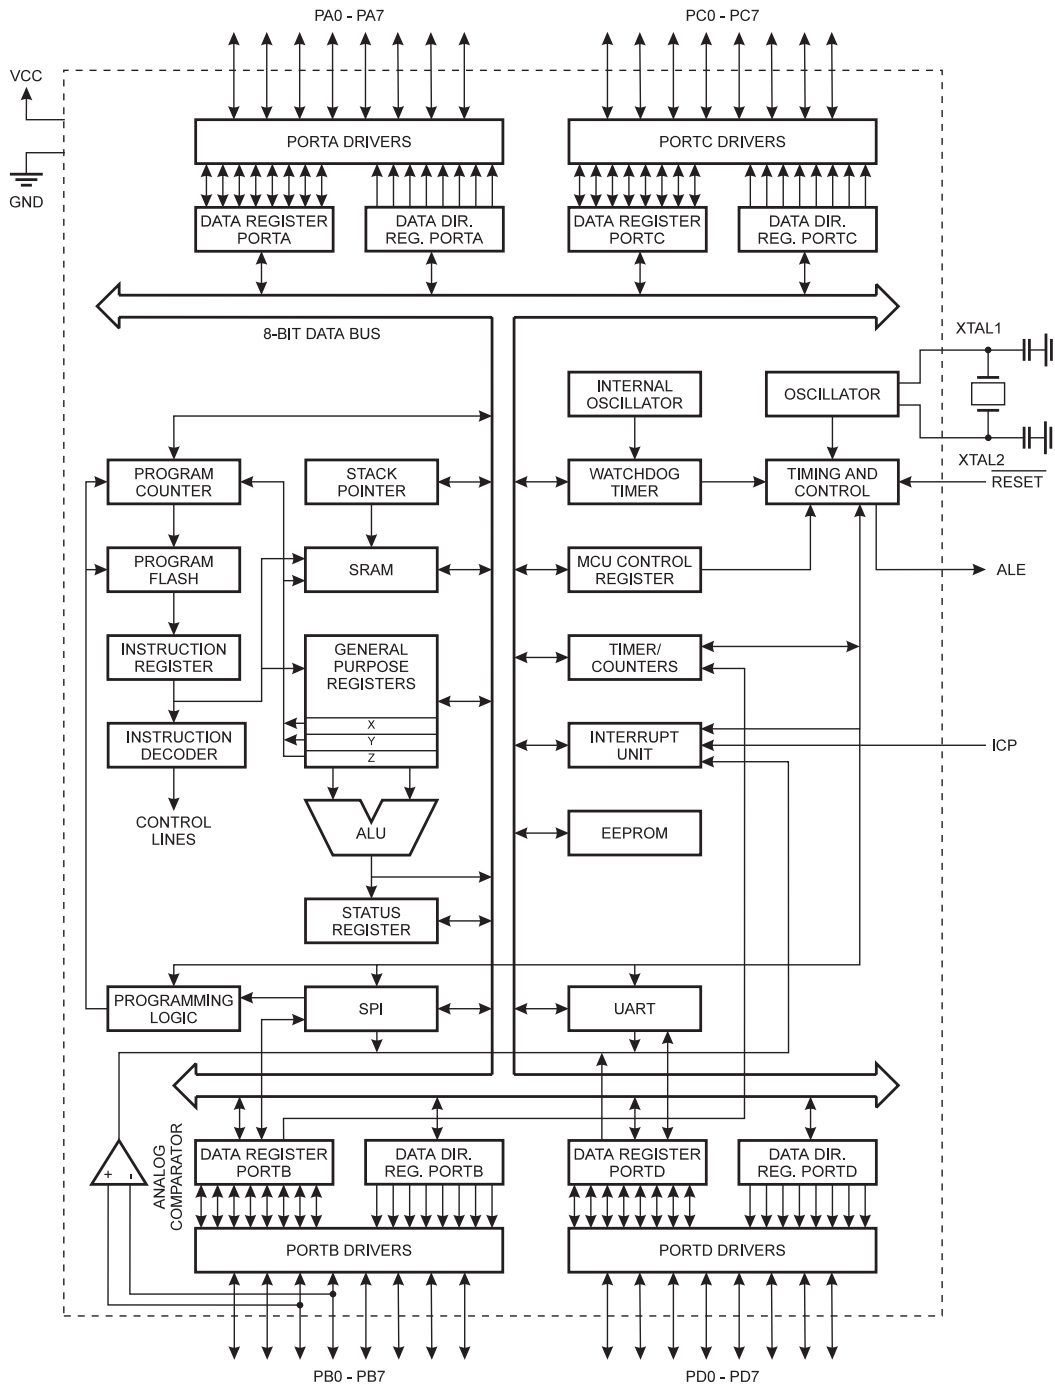 PA0 - PA7
PC0 - PC7
VCC
GND
PORTA DRIVERS
PORTC DRIVERS
DATA REGISTER
PORTA
DATA DIR.
REG. PORTA
DATA REGISTER
PORTC
DATA DIR.
REG. PORTC
8-BIT DATA BUS
XTAL1
INTERNAL
OSCILLATOR
OSCILLATOR
XTAL2
RESET
PROGRAM
COUNTER
STACK
POINTER
WATCHDOG
TIMER
TIMING AND
CONTROL
PROGRAM
FLASH
SRAM
MCU CONTROL
REGISTER
ALE
INSTRUCTION
REGISTER
GENERAL
PURPOSE
REGISTERS
X
Y
Z
TIMER/
COUNTERS
INSTRUCTION
DECODER
INTERRUPT
UNIT
ICP
CONTROL
LINES
ALU
EEPROM
STATUS
REGISTER
PROGRAMMING
LOGIC
SPI
UART
ANALOG
COMPARATOR
+
-
DATA REGISTER
PORTB
DATA DIR.
REG. PORTB
DATA REGISTER
PORTD
DATA DIR.
REG. PORTD
PORTB DRIVERS
PORTD DRIVERS
PB0 - PB7
PD0 - PD7